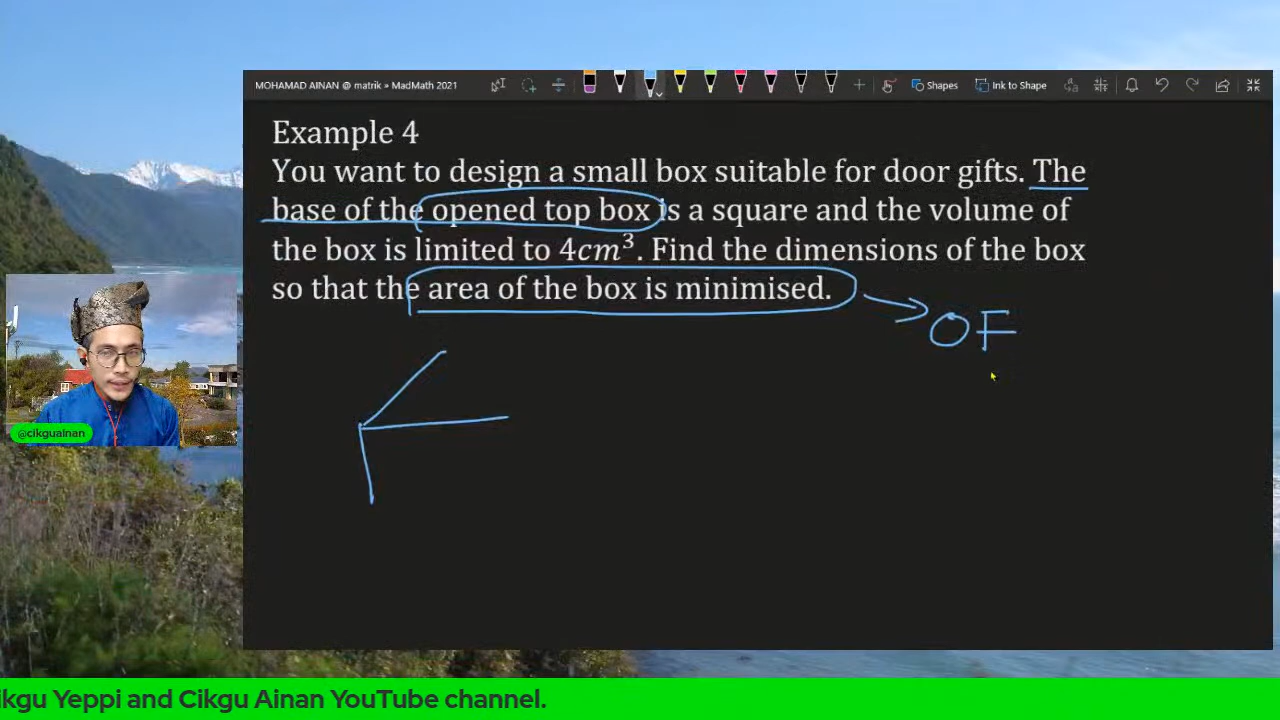 MOHAMAD AINAN @ matrik » MadMath 2021
Shapes
Ink to Shape
Example 4
You want to design a small box suitable for door gifts. The
base of the opened top box is a square and the volume of
the box is limited to 4cm³. Find the dimensions of the box
so that the area of the box is minimised.
OF
@cikguainan
ikgu Yeppi and Cikgu Ainan YouTube channel.